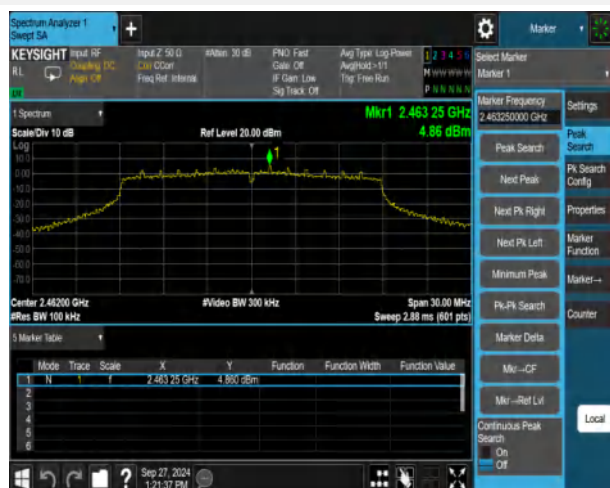 Spectrum Analyzer 1
Swept SA
Marker
KEYSIGHT
Input: RF
Coupling: DC
Align: Off
Input Z: 50 Ω
Corr CCorr
Freq Ref: Internal
#Atten: 30 dB
PNO: Fast
Gate: Off
IF Gain: Low
Sig Track: Off
Avg Type: Log-Power
Avg|Hold:>1/1
Trig: Free Run
1 2 3 4 5 6
M W W W W W
P N N N N N
RL
Select Marker
Marker 1
1 Spectrum
Scale/Div 10 dB
Ref Level 20.00 dBm
Mkr1 2.463 25 GHz
4.86 dBm
Log
10.0
0.00
-10.0
-20.0
-30.0
-40.0
-50.0
-60.0
-70.0
1
Center 2.46200 GHz
#Res BW 100 kHz
#Video BW 300 kHz
Span 30.00 MHz
Sweep 2.88 ms (601 pts)
5 Marker Table
Mode Trace Scale X Y Function Function Width Function Value
1 N 1 f 2.463 25 GHz 4.860 dBm
2
3
4
5
6
Sep 27, 2024
1:21:37 PM
Marker Frequency
2.463250000 GHz
Peak Search
Next Peak
Next Pk Right
Next Pk Left
Minimum Peak
Pk-Pk Search
Marker Delta
Mkr→CF
Mkr→Ref Lvl
Continuous Peak
Search
On
Off
Settings
Peak
Search
Pk Search
Config
Properties
Marker
Function
Marker→
Counter
Local